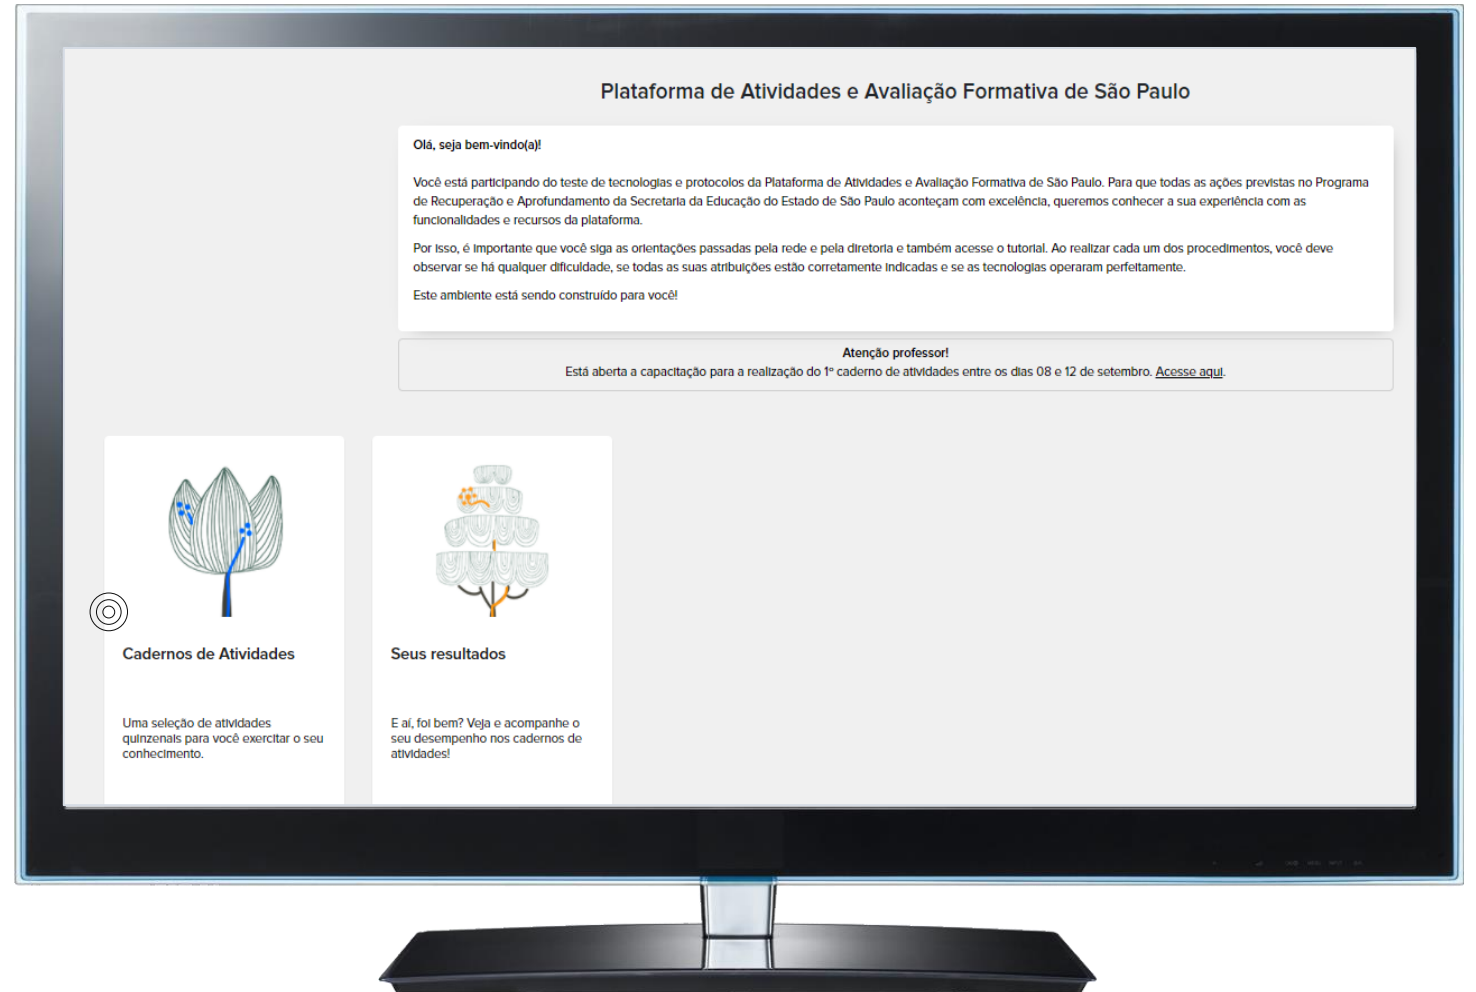 Plataforma de Atividades e Avaliação Formativa de São Paulo
Olá, seja bem-vindo(a)!
Você está participando do teste de tecnologias e protocolos da Plataforma de Atividades e Avaliação Formativa de São Paulo. Para que todas as ações previstas no Programa
de Recuperação e Aprofundamento da Secretaria da Educação do Estado de São Paulo aconteçam com excelência, queremos conhecer a sua experiência com as
funcionalidades e recursos da plataforma.
Por isso, é importante que você siga as orientações passadas pela rede e pela diretoria e também acesse o tutorial. Ao realizar cada um dos procedimentos, você deve
observar se há qualquer dificuldade, se todas as suas atribuições estão corretamente indicadas e se as tecnologias operaram perfeitamente.
Este ambiente está sendo construído para você!
Atenção professor!
Está aberta a capacitação para a realização do 1º caderno de atividades entre os dias 08 e 12 de setembro. Acesse aqui.
Cadernos de Atividades
Uma seleção de atividades
quinzenais para você exercitar o seu
conhecimento.
Seus resultados
E aí, foi bem? Veja e acompanhe o
seu desempenho nos cadernos de
atividades!